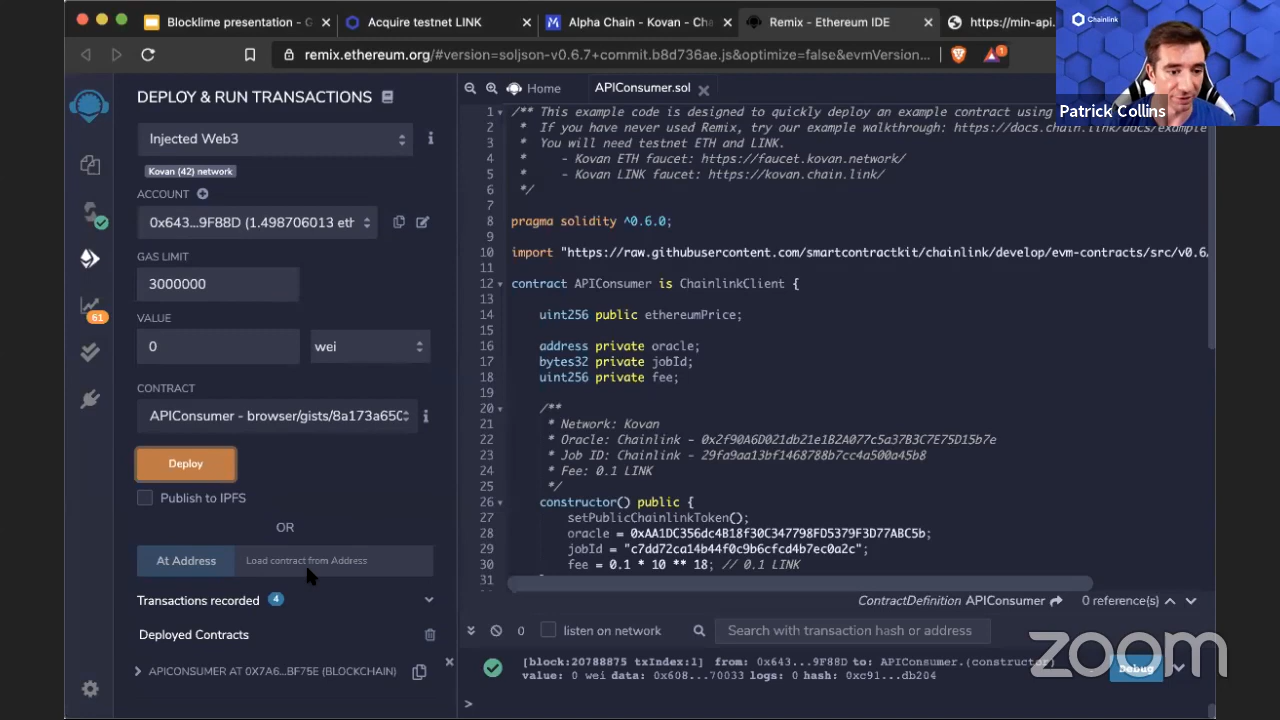 Blocklime presentation - G
Acquire testnet LINK
Alpha Chain - Kovan - Cha
Remix - Ethereum IDE
https://min-api.
Chainlink
Patrick Collins
remix.ethereum.org/#version=soljson-v0.6.7+commit.b8d736ae.js&optimize=false&evmVersion...
1
DEPLOY & RUN TRANSACTIONS
Injected Web3
Kovan (42) network
ACCOUNT
0x643...9F88D (1.498706013 eth
GAS LIMIT
3000000
VALUE
0
wei
CONTRACT
APIConsumer - browser/gists/8a173a650
Deploy
Publish to IPFS
OR
At Address
Load contract from Address
Transactions recorded 4
Deployed Contracts
APICONSUMER AT 0X7A6...BF75E (BLOCKCHAIN)
61
Home
APIConsumer.sol
1 /** This example code is designed to quickly deploy an example contract using
2 * If you have never used Remix, try our example walkthrough: https://docs.chain.link/docs/example
3 * You will need testnet ETH and LINK.
4 * - Kovan ETH faucet: https://faucet.kovan.network/
5 * - Kovan LINK faucet: https://kovan.chain.link/
6 */
7
8 pragma solidity ^0.6.0;
9
10 import "https://raw.githubusercontent.com/smartcontractkit/chainlink/develop/evm-contracts/src/v0.6/
11
12 contract APIConsumer is ChainlinkClient {
13
14 uint256 public ethereumPrice;
15
16 address private oracle;
17 bytes32 private jobId;
18 uint256 private fee;
19
20 /**
21 * Network: Kovan
22 * Oracle: Chainlink - 0x2f90A6D021db21e1B2A077c5a37B3C7E75D15b7e
23 * Job ID: Chainlink - 29fa9aa13bf1468788b7cc4a500a45b8
24 * Fee: 0.1 LINK
25 */
26 constructor() public {
27 setPublicChainlinkToken();
28 oracle = 0xAA1DC356dc4B18f30C347798FD5379F3D77ABC5b;
29 jobId = "c7dd72ca14b44f0c9b6cfcd4b7ec0a2c";
30 fee = 0.1 * 10 ** 18; // 0.1 LINK
31
ContractDefinition APIConsumer 0 reference(s)
0
listen on network
Search with transaction hash or address
[block:20788875 txIndex:1] from: 0x643...9F88D to: APIConsumer.(constructor)
value: 0 wei data: 0x608...70033 logs: 0 hash: 0xc91...db204
Debug
>
zoom